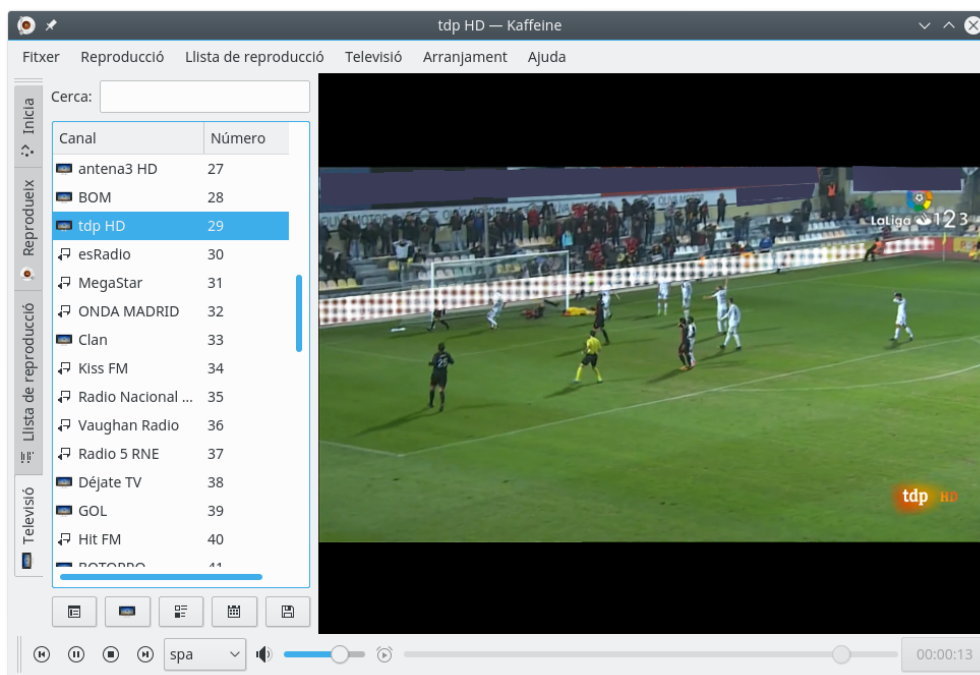 tdp HD — Kaffeine
Fitxer Reproducció Llista de reproducció Televisió Arranjament Ajuda
Inicia
Reprodueix
Llista de reproducció
Televisió
Cerca:
Canal Número
antena3 HD 27
BOM 28
tdp HD 29
esRadio 30
MegaStar 31
ONDA MADRID 32
Clan 33
Kiss FM 34
Radio Nacional ... 35
Vaughan Radio 36
Radio 5 RNE 37
Déjate TV 38
GOL 39
Hit FM 40
BOTOPRO 41
LaLiga 123
25
tdp HD
spa
00:00:13